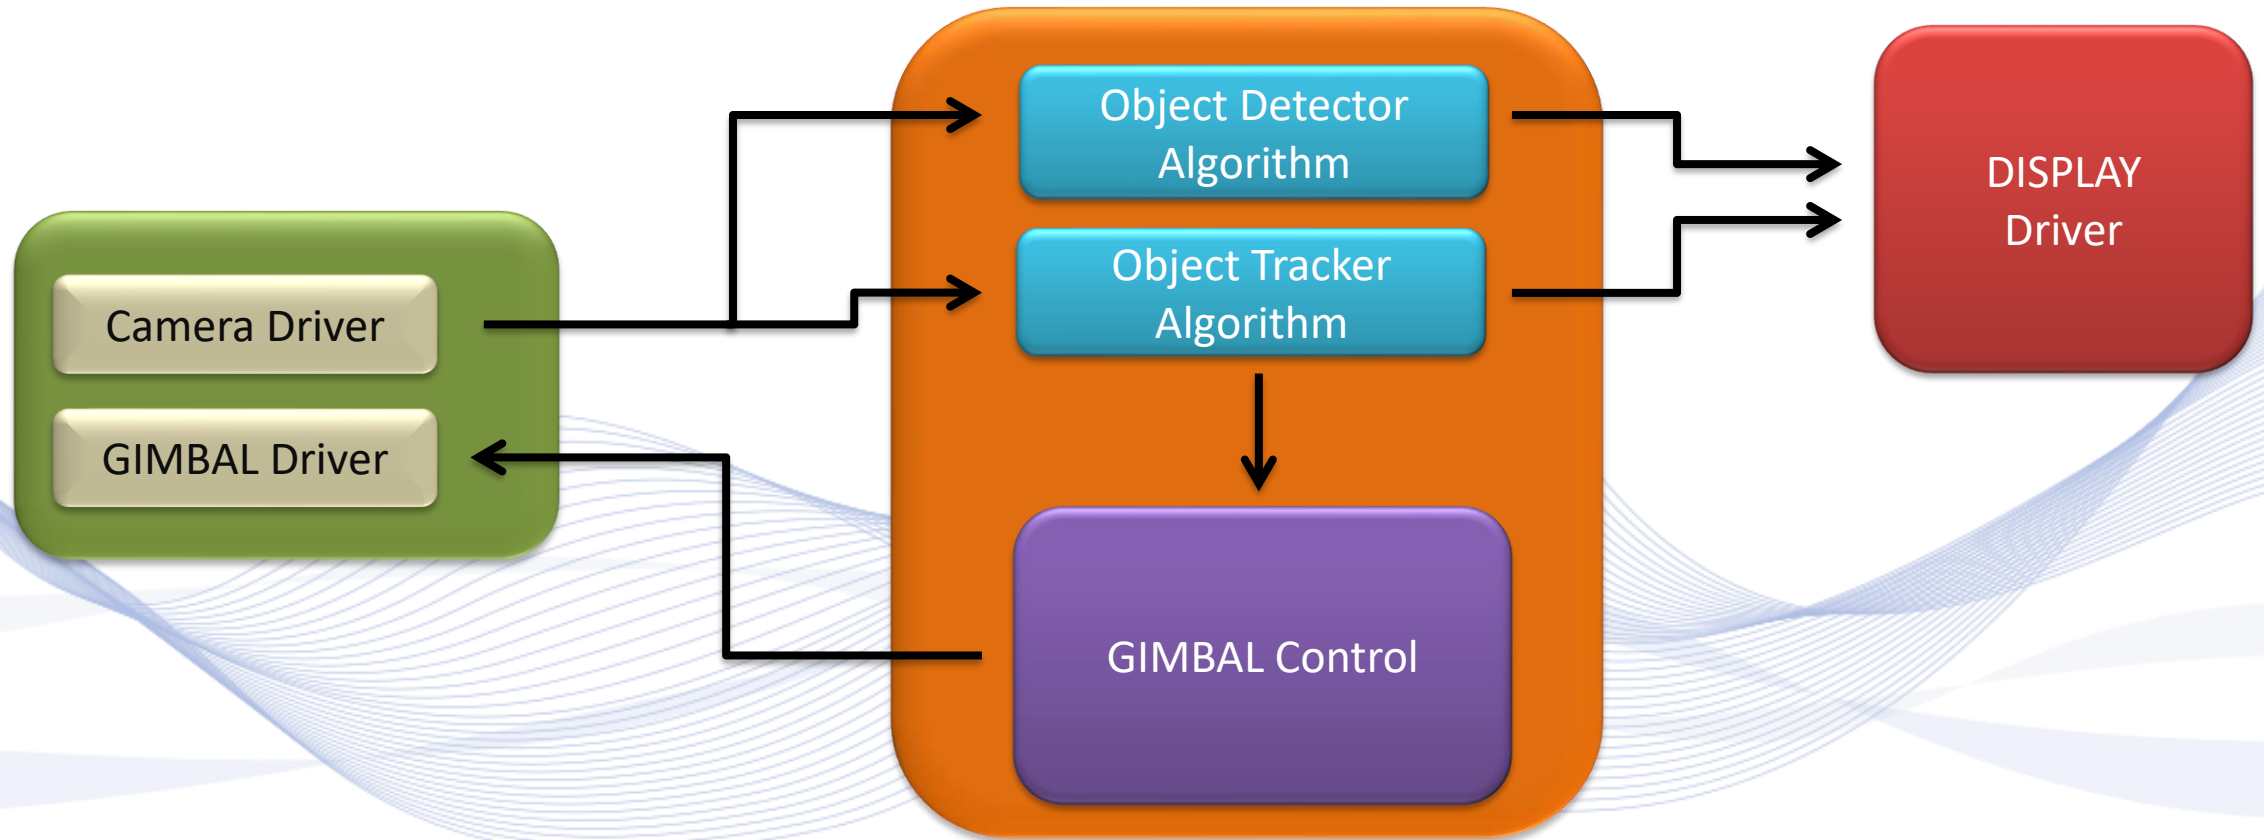 Camera Driver
GIMBAL Driver
Object Detector
Algorithm
Object Tracker
Algorithm
GIMBAL Control
DISPLAY
Driver